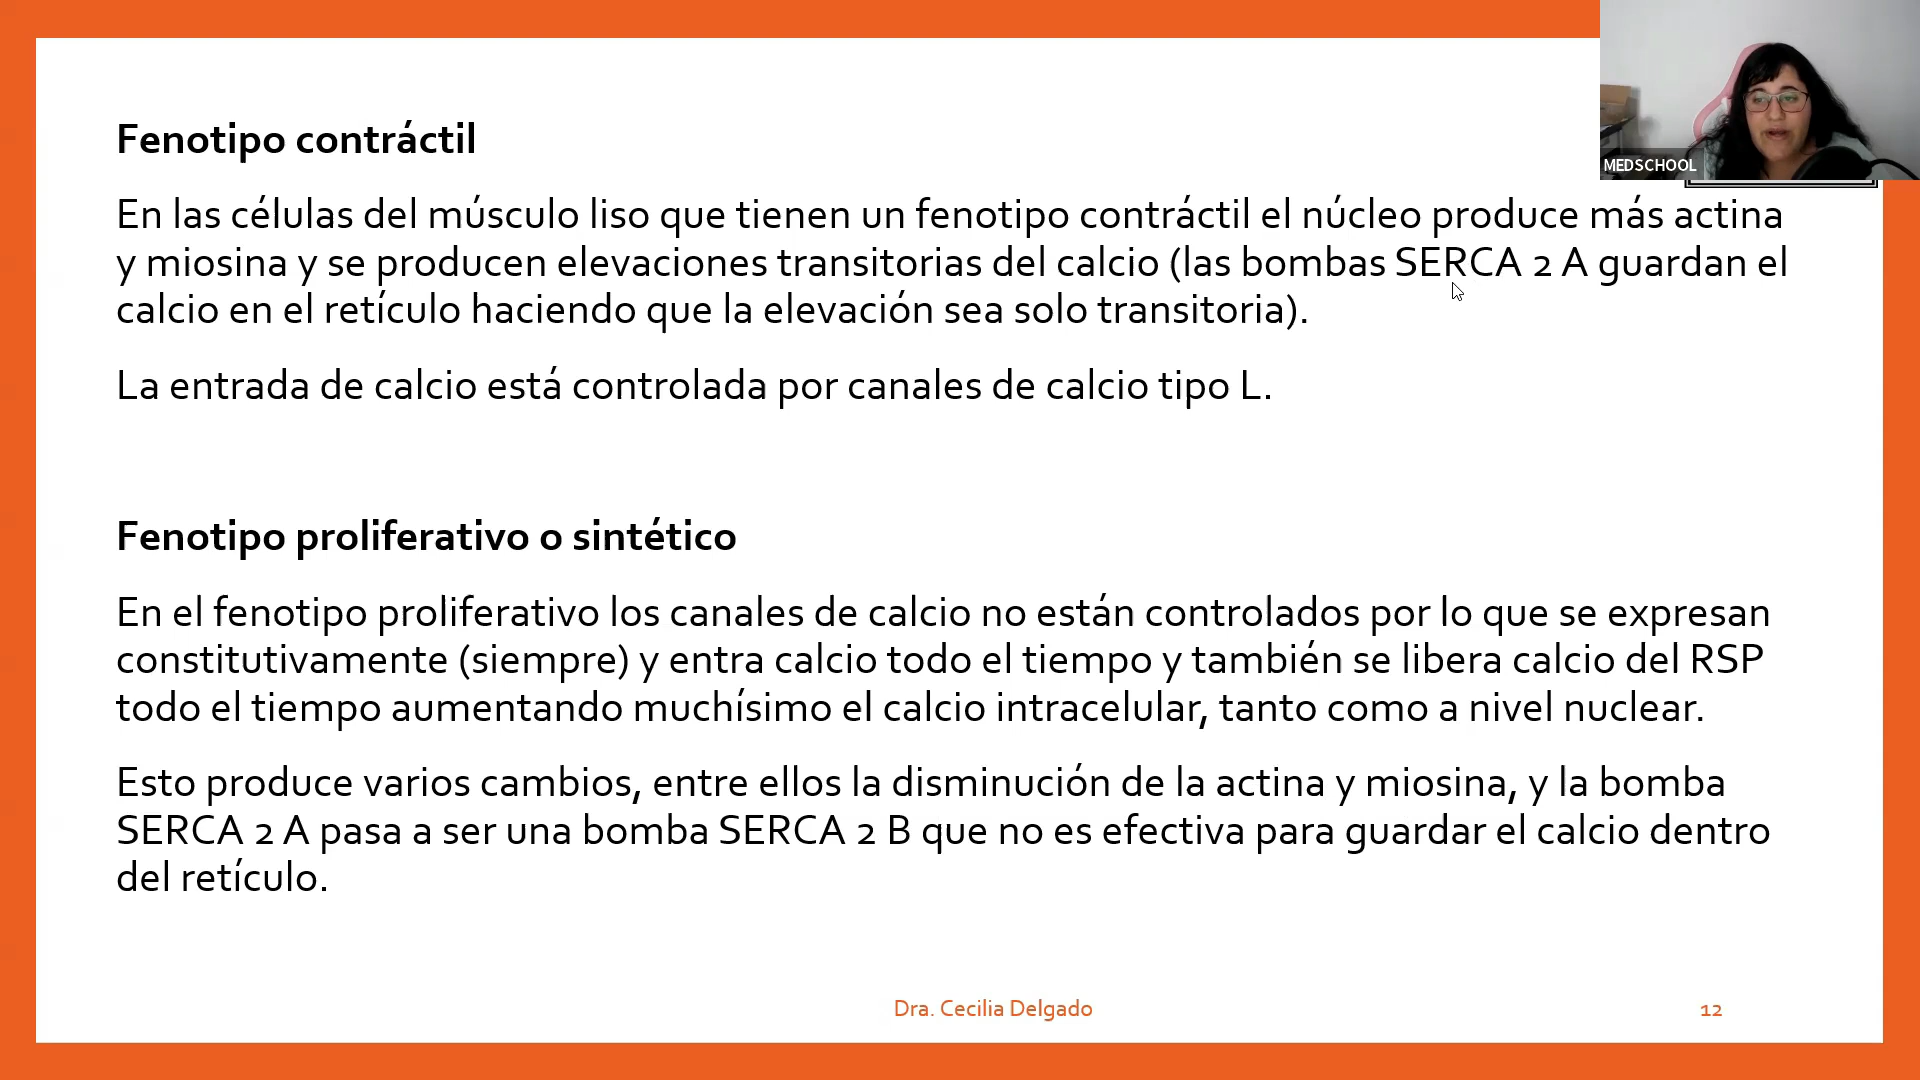 MEDSCHOOL
Fenotipo contráctil
En las células del músculo liso que tienen un fenotipo contráctil el núcleo produce más actina
y miosina y se producen elevaciones transitorias del calcio (las bombas SERCA 2 A guardan el
calcio en el retículo haciendo que la elevación sea solo transitoria).
La entrada de calcio está controlada por canales de calcio tipo L.
Fenotipo proliferativo o sintético
En el fenotipo proliferativo los canales de calcio no están controlados por lo que se expresan
constitutivamente (siempre) y entra calcio todo el tiempo y también se libera calcio del RSP
todo el tiempo aumentando muchísimo el calcio intracelular, tanto como a nivel nuclear.
Esto produce varios cambios, entre ellos la disminución de la actina y miosina, y la bomba
SERCA 2 A pasa a ser una bomba SERCA 2 B que no es efectiva para guardar el calcio dentro
del retículo.
Dra. Cecilia Delgado
12